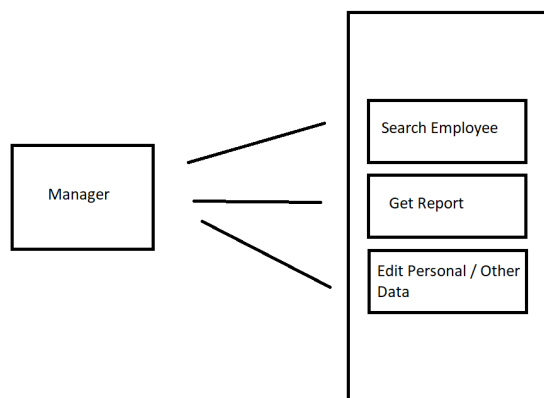 Search Employee
Manager
Get Report
Edit Personal / Other
Data